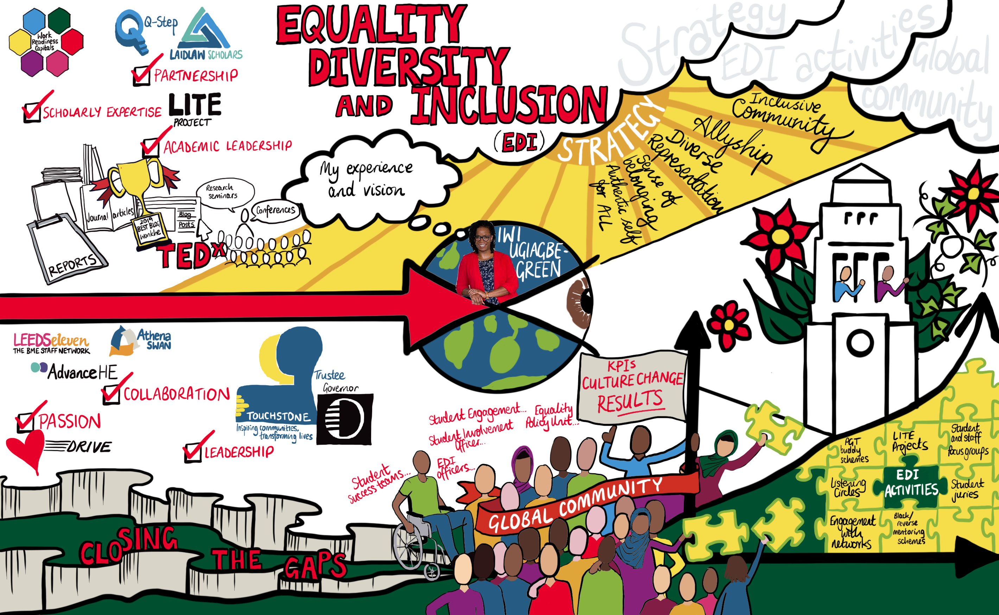 EQUALITY
DIVERSITY
AND INCLUSION
(EDI)
Strategy
EDI activities
Global
community
Work
Readiness
Capitals
Q-Step
LAIDLAW SCHOLARS
PARTNERSHIP
SCHOLARLY EXPERTISE
LITE
PROJECT
ACADEMIC LEADERSHIP
Journal articles
2019
BEST BLOG
Wonkhe
Blog
Posts
Research
seminars
Conferences
REPORTS
TEDx
My experience
and vision
STRATEGY
Inclusive
Community
Allyship
Diverse
Representation
Sense of
belonging
Authentic self
for ALL
IWI
UGIAGBE-
GREEN
LEEDSeleven
THE BME STAFF NETWORK
Athena
SWAN
AdvanceHE
COLLABORATION
PASSION
DRIVE
LEADERSHIP
Trustee
Governor
TOUCHSTONE
Inspiring communities,
transforming lives
KPIs
CULTURE CHANGE
RESULTS
Student Engagement...
Equality
Policy Unit...
Student Involvement
Officer...
EDI
officers...
Student
Success teams...
GLOBAL COMMUNITY
CLOSING
THE GAPS
PGT
buddy
schemes
LITE
Projects
Student
and staff
focus groups
Listening
Circles
EDI
ACTIVITIES
Student
juries
Engagement
with
networks
Black/
reverse
mentoring
schemes